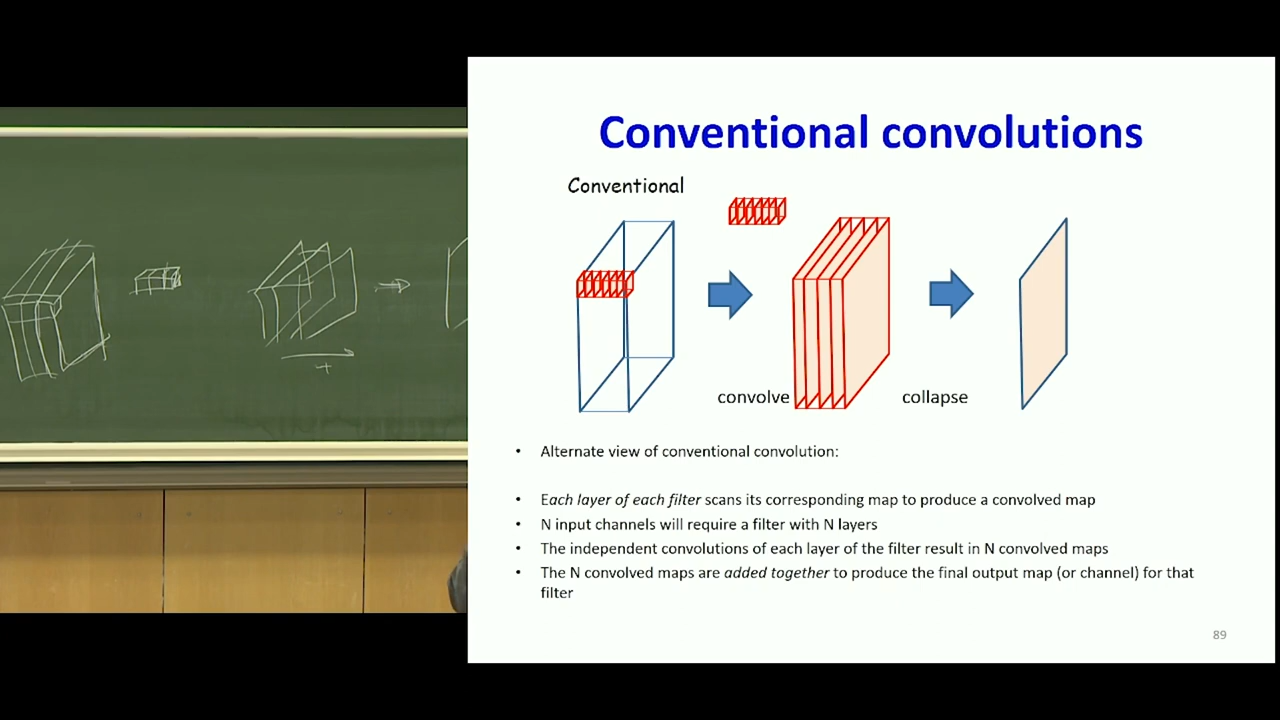 Conventional convolutions
Conventional
convolve
collapse
• Alternate view of conventional convolution:
• Each layer of each filter scans its corresponding map to produce a convolved map
• N input channels will require a filter with N layers
• The independent convolutions of each layer of the filter result in N convolved maps
• The N convolved maps are added together to produce the final output map (or channel) for that
filter
89
+